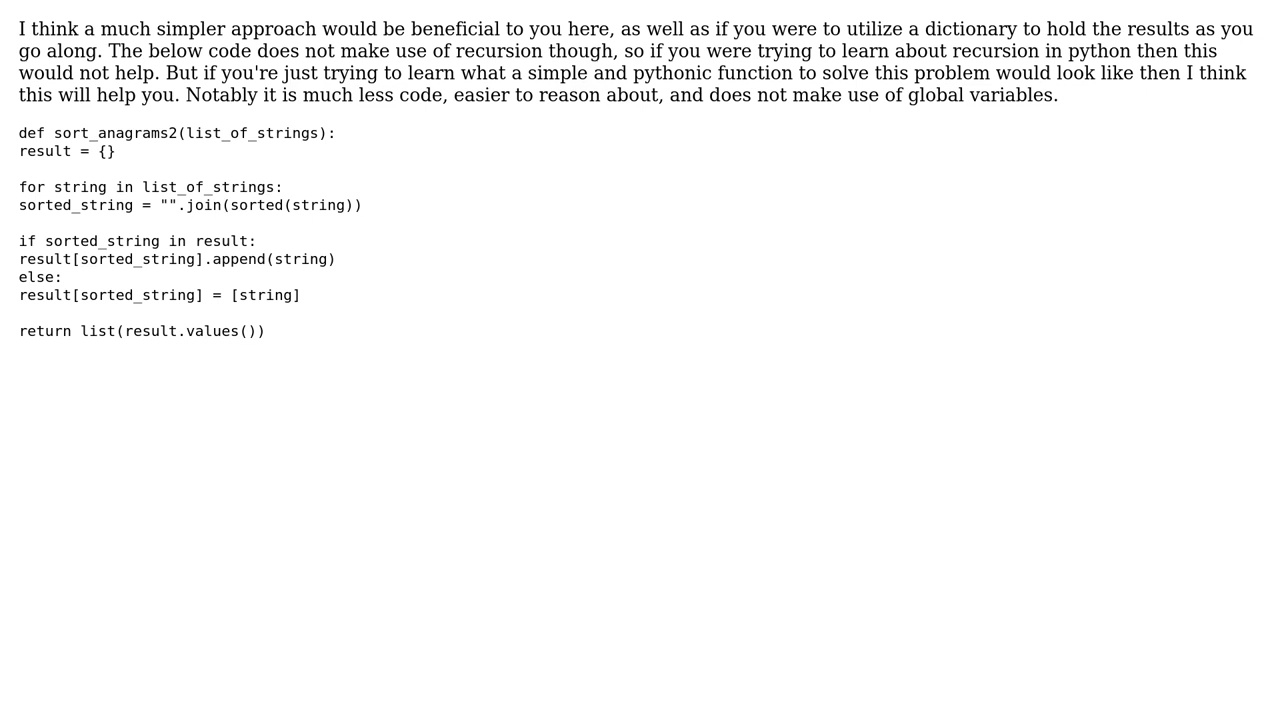 I think a much simpler approach would be beneficial to you here, as well as if you were to utilize a dictionary to hold the results as you
go along. The below code does not make use of recursion though, so if you were trying to learn about recursion in python then this
would not help. But if you're just trying to learn what a simple and pythonic function to solve this problem would look like then I think
this will help you. Notably it is much less code, easier to reason about, and does not make use of global variables.
def sort_anagrams2(list_of_strings):
result = {}
for string in list_of_strings:
sorted_string = "".join(sorted(string))
if sorted_string in result:
result[sorted_string].append(string)
else:
result[sorted_string] = [string]
return list(result.values())